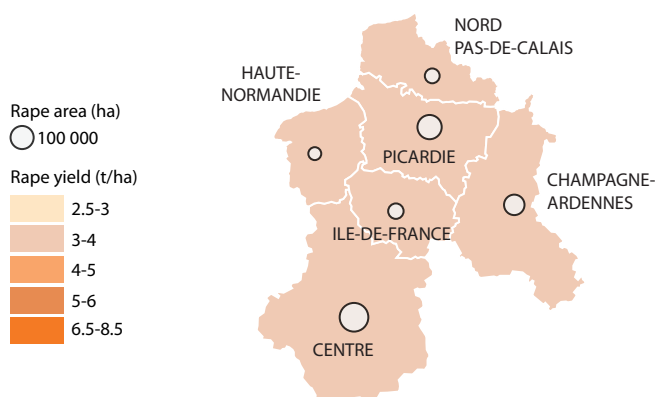 NORD
PAS-DE-CALAIS
HAUTE-
NORMANDIE
Rape area (ha)
100 000
PICARDIE
Rape yield (t/ha)
CHAMPAGNE-
ARDENNES
2.5-3
ILE-DE-FRANCE
3-4
4-5
5-6
6.5-8.5
CENTRE